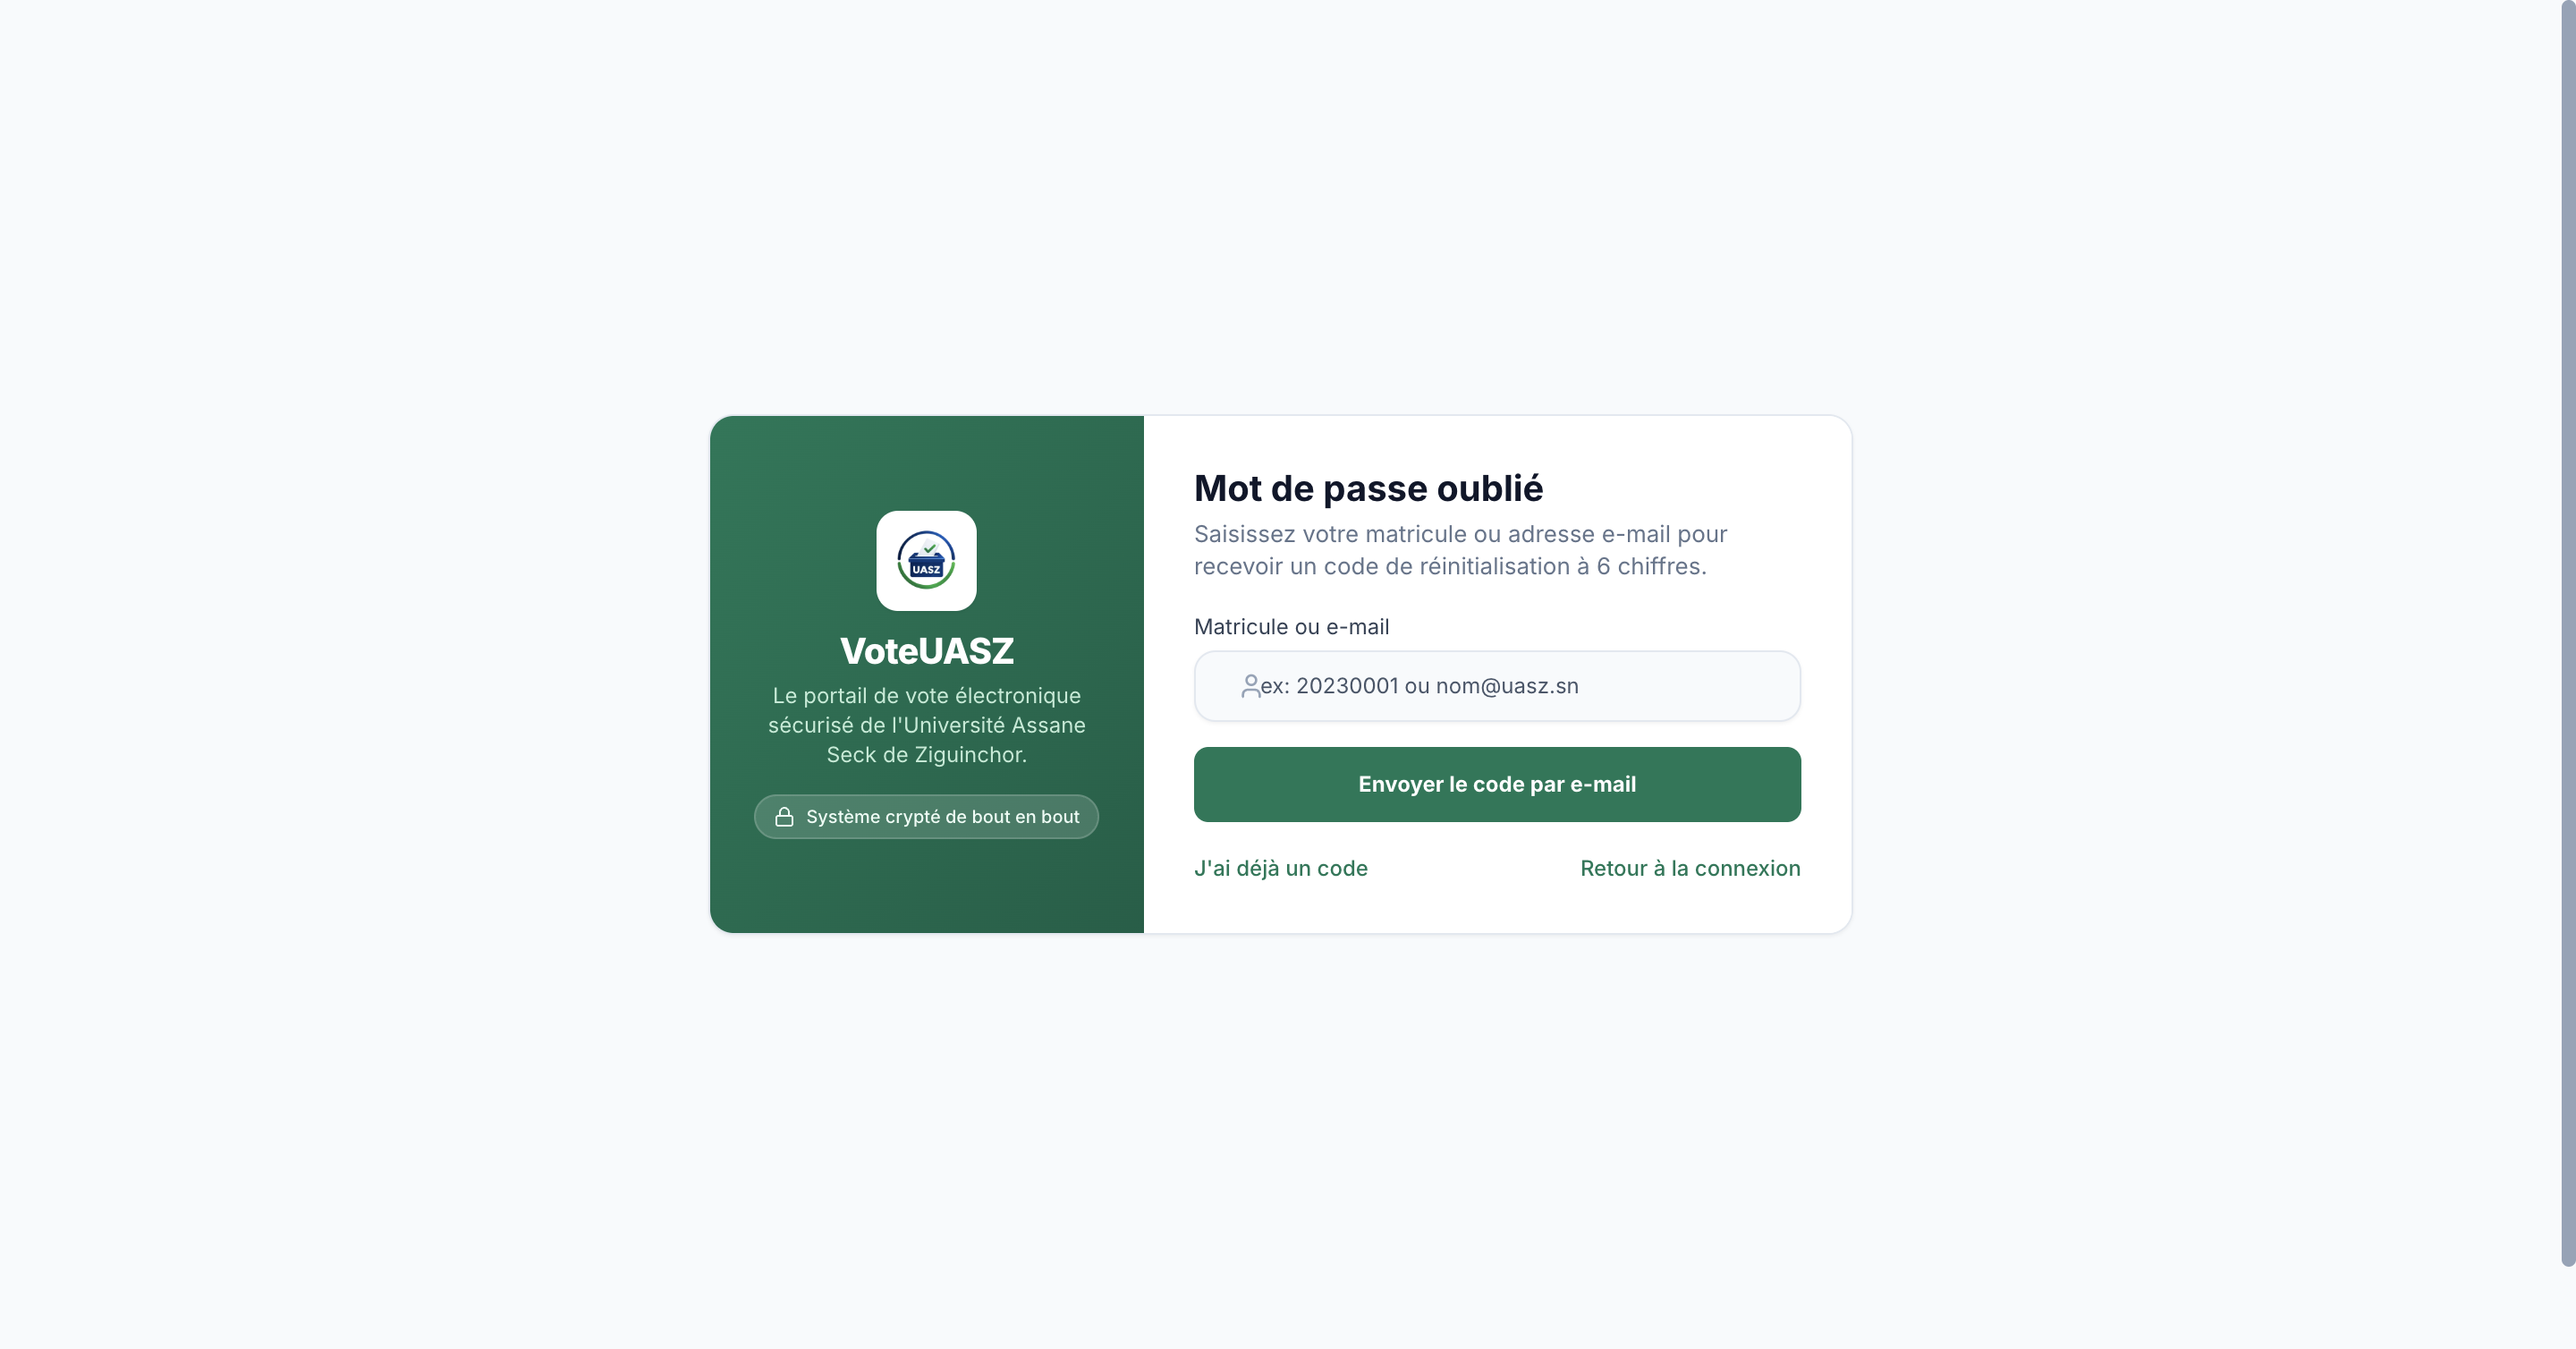 UASZ
VoteUASZ
Le portail de vote électronique
sécurisé de l'Université Assane
Seck de Ziguinchor.
Système crypté de bout en bout
Mot de passe oublié
Saisissez votre matricule ou adresse e-mail pour
recevoir un code de réinitialisation à 6 chiffres.
Matricule ou e-mail
ex: 20230001 ou nom@uasz.sn
Envoyer le code par e-mail
J'ai déjà un code
Retour à la connexion